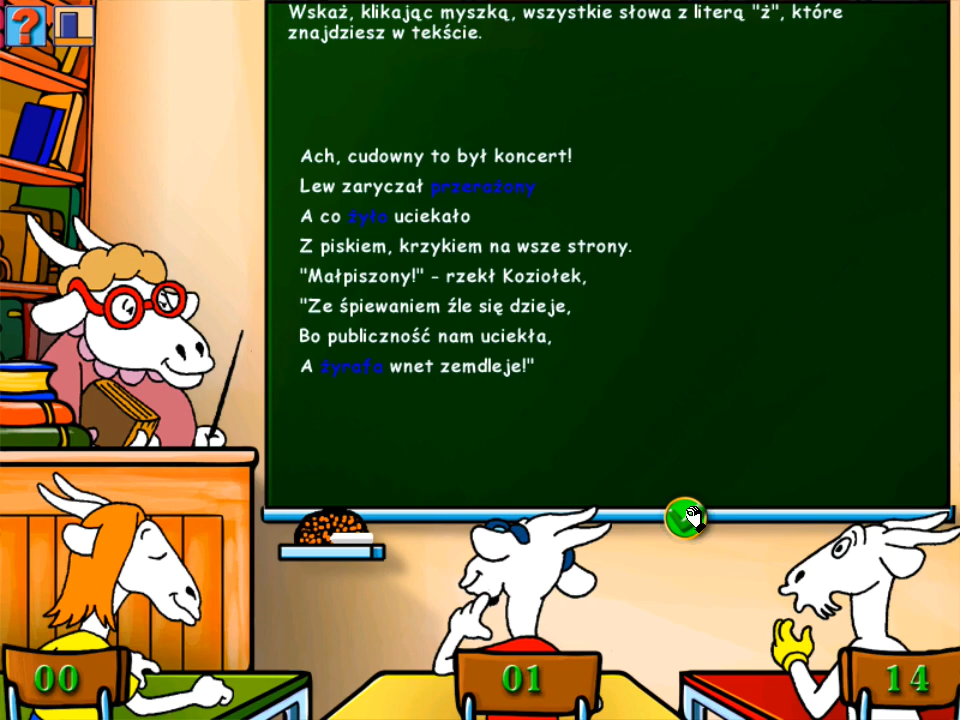 Wskaż, klikając myszką, wszystkie słowa z literą "ż", które
znajdziesz w tekście.
Ach, cudowny to był koncert!
Lew zaryczał przerażony
A co żyło uciekało
Z piskiem, krzykiem na wsze strony.
"Małpiszony!" - rzekł Koziołek,
"Ze śpiewaniem źle się dzieje,
Bo publiczność nam uciekła,
A żyrafa wnet zemdleje!"
00
01
14